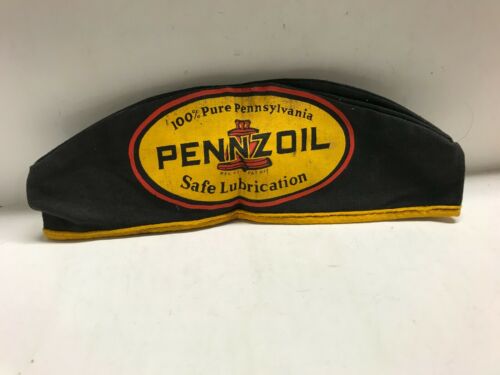 100% Pure Pennsylvania
PENNZOIL
Safe Lubrication